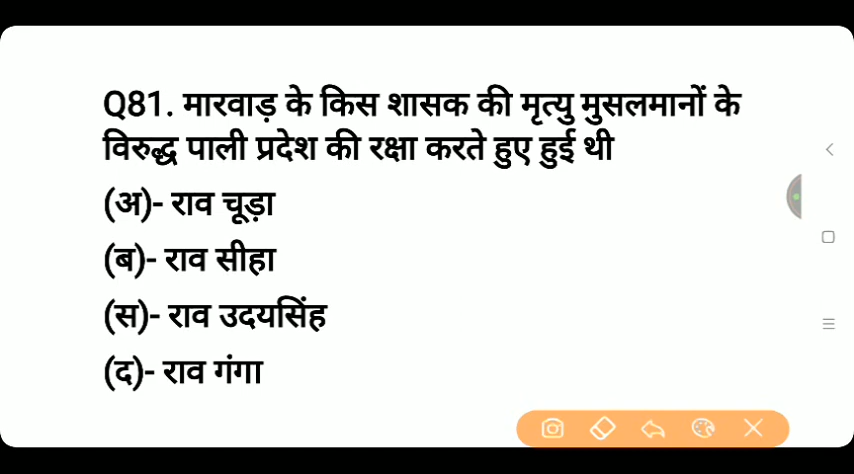 Q81. मारवाड़ के किस शासक की मृत्यु मुसलमानों के
विरुद्ध पाली प्रदेश की रक्षा करते हुए हुई थी
(अ)- राव चूड़ा
(ब)- राव सीहा
(स)- राव उदयसिंह
(द)- राव गंगा